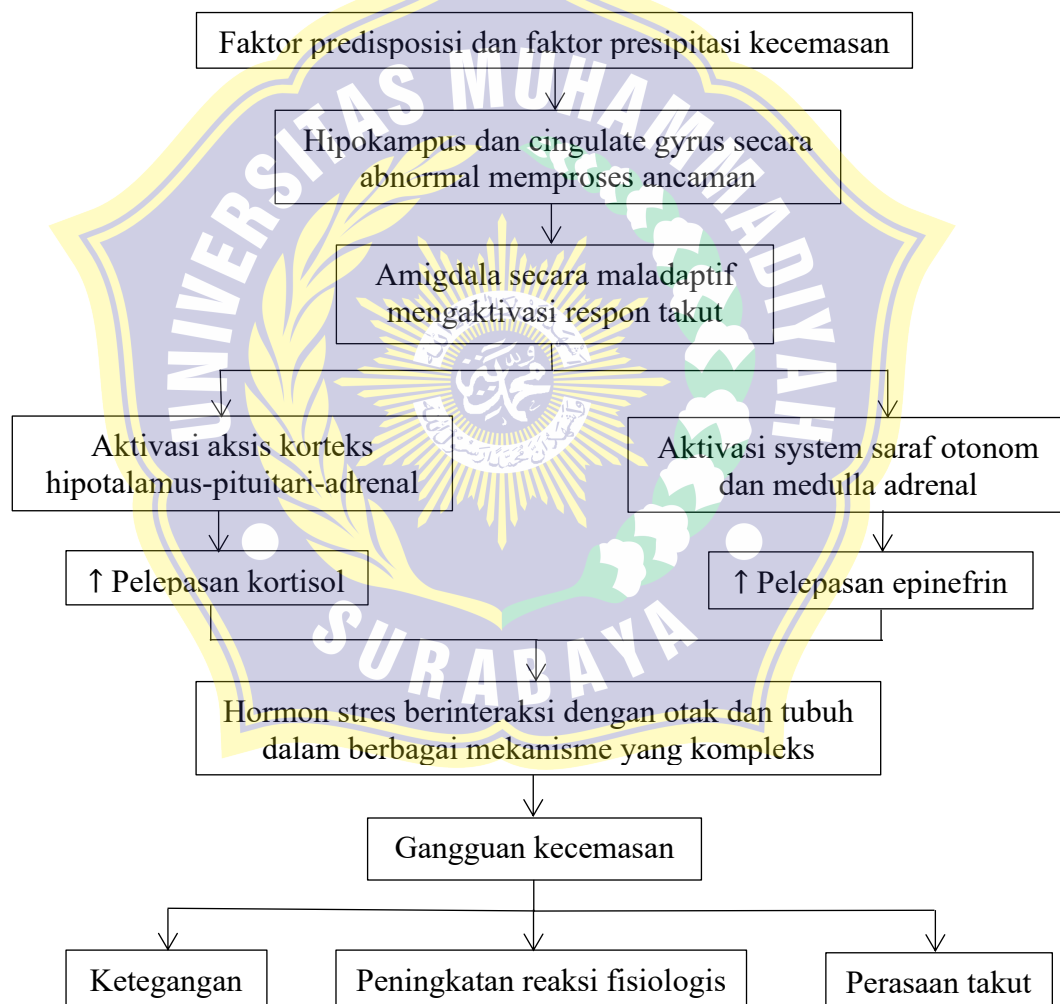 Faktor predisposisi dan faktor presipitasi kecemasan
UNIVERSITAS MUHAMMADIYAH
Hipokampus dan cingulate gyrus secara
abnormal memproses ancaman
Amigdala secara maladaptif
mengaktivasi respon takut
Aktivasi aksis korteks
hipotalamus-pituitari-adrenal
Aktivasi system saraf otonom
dan medulla adrenal
↑ Pelepasan kortisol
↑ Pelepasan epinefrin
SURABAYA
Hormon stres berinteraksi dengan otak dan tubuh
dalam berbagai mekanisme yang kompleks
Gangguan kecemasan
Ketegangan
Peningkatan reaksi fisiologis
Perasaan takut